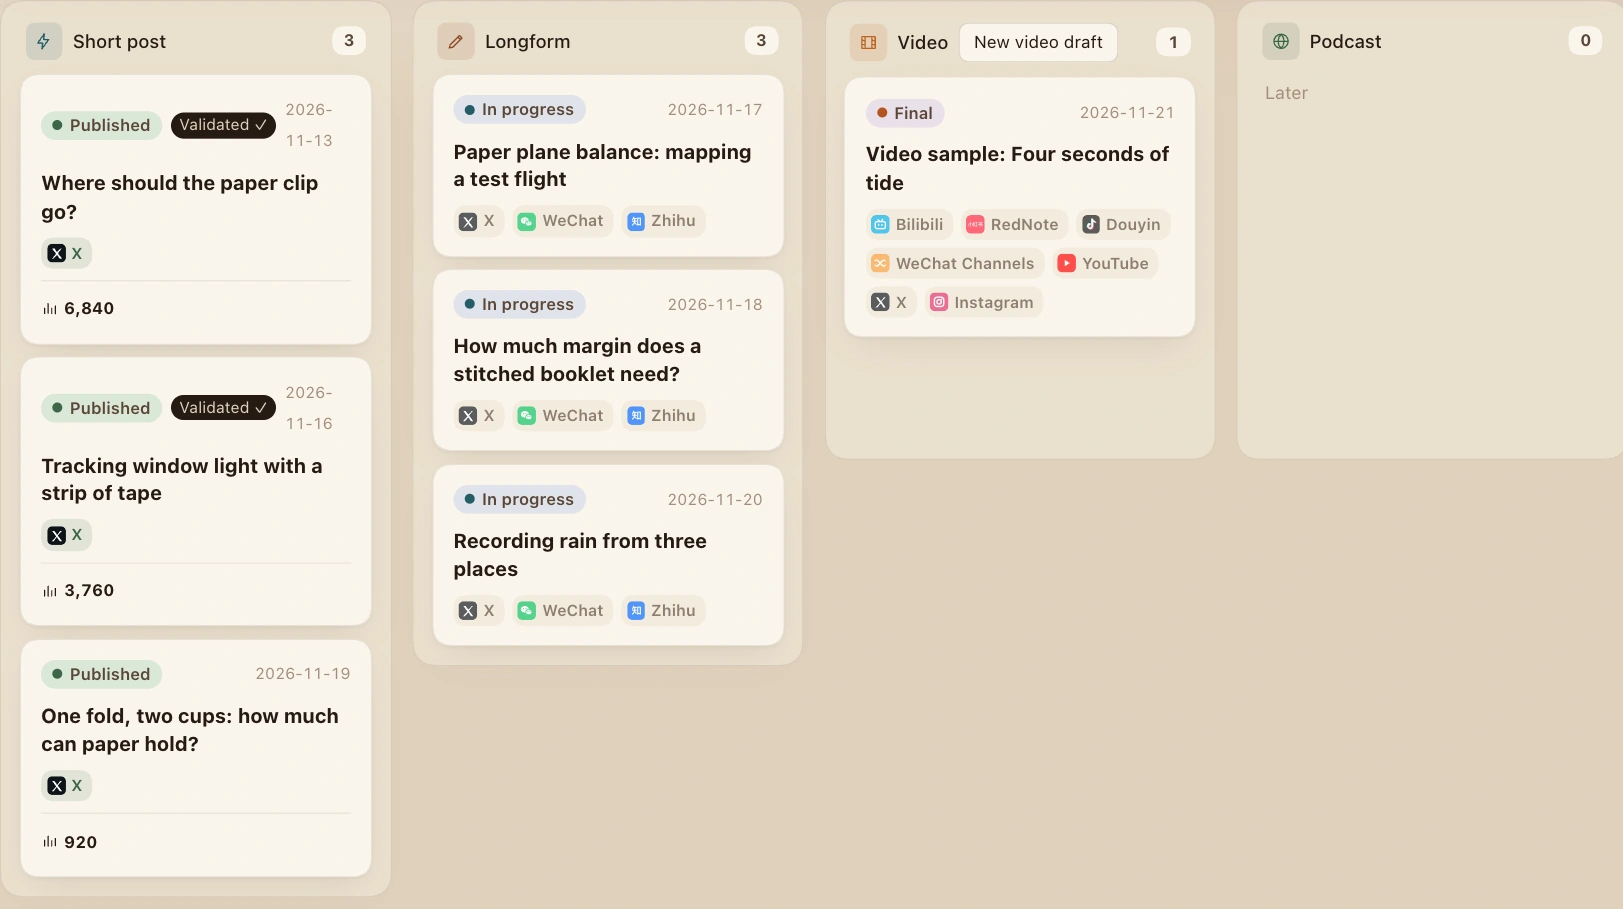 Short post
3
Published
Validated ✓
2026-
11-13
Where should the paper clip
go?
X
6,840
Published
Validated ✓
2026-
11-16
Tracking window light with a
strip of tape
X
3,760
Published
2026-11-19
One fold, two cups: how much
can paper hold?
X
920
Longform
3
In progress
2026-11-17
Paper plane balance: mapping
a test flight
X
WeChat
知 Zhihu
In progress
2026-11-18
How much margin does a
stitched booklet need?
X
WeChat
知 Zhihu
In progress
2026-11-20
Recording rain from three
places
X
WeChat
知 Zhihu
Video
New video draft
1
Final
2026-11-21
Video sample: Four seconds of
tide
Bilibili
RedNote
Douyin
WeChat Channels
YouTube
X
Instagram
Podcast
0
Later